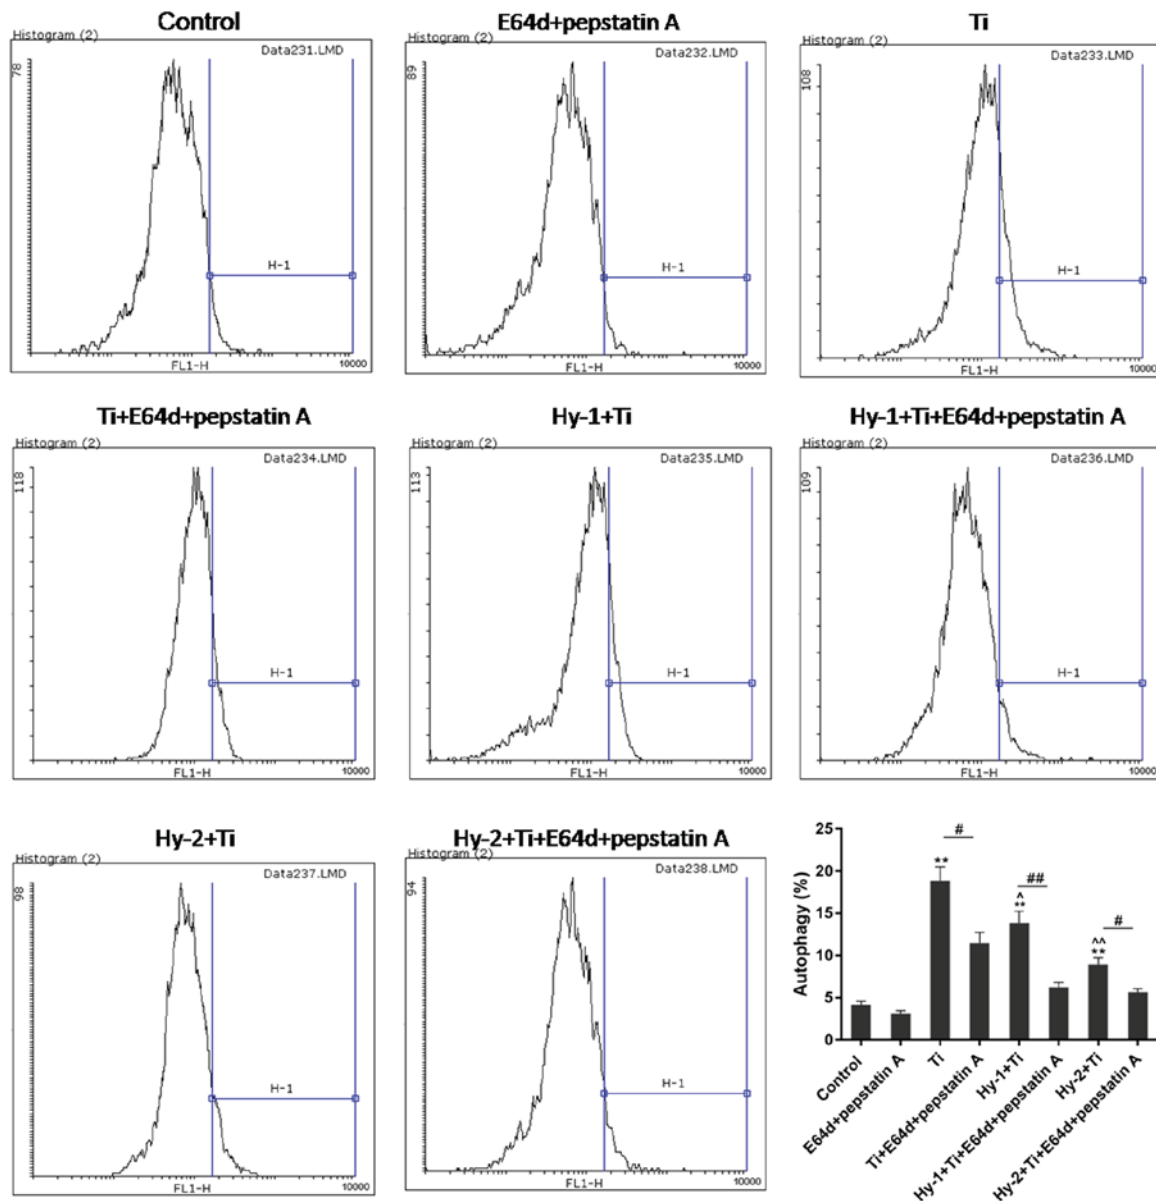 Control
Histogram (2)
Data231.LMD
78
H-1
10000
FL1-H
E64d+pepstatin A
Histogram (2)
Data232.LMD
89
H-1
10000
FL1-H
Ti
Histogram (2)
Data233.LMD
108
H-1
10000
FL1-H
Ti+E64d+pepstatin A
Histogram (2)
Data234.LMD
118
H-1
10000
FL1-H
Hy-1+Ti
Histogram (2)
Data235.LMD
113
H-1
10000
FL1-H
Hy-1+Ti+E64d+pepstatin A
Histogram (2)
Data236.LMD
109
H-1
10000
FL1-H
Hy-2+Ti
Histogram (2)
Data237.LMD
98
H-1
10000
FL1-H
Hy-2+Ti+E64d+pepstatin A
Histogram (2)
Data238.LMD
94
H-1
10000
FL1-H
Autophagy (%)
25
20
15
10
5
0
**
#
^
**
##
^^
**
#
Control
E64d+pepstatin A
Ti
Ti+E64d+pepstatin A
Hy-1+Ti
Hy-1+Ti+E64d+pepstatin A
Hy-2+Ti
Hy-2+Ti+E64d+pepstatin A